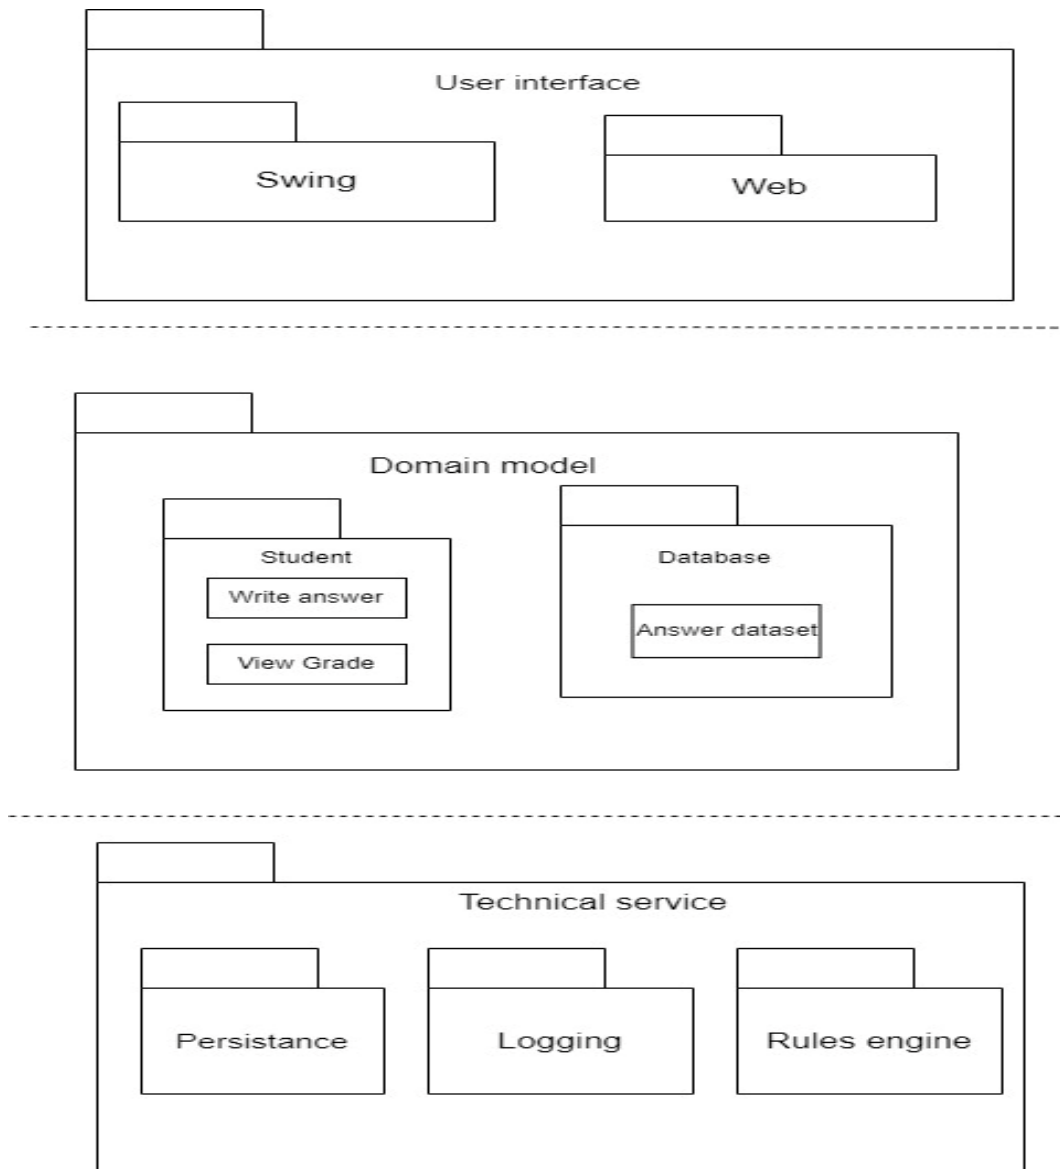 User interface
Swing
Web
Domain model
Student
Write answer
View Grade
Database
Answer dataset
Technical service
Persistance
Logging
Rules engine